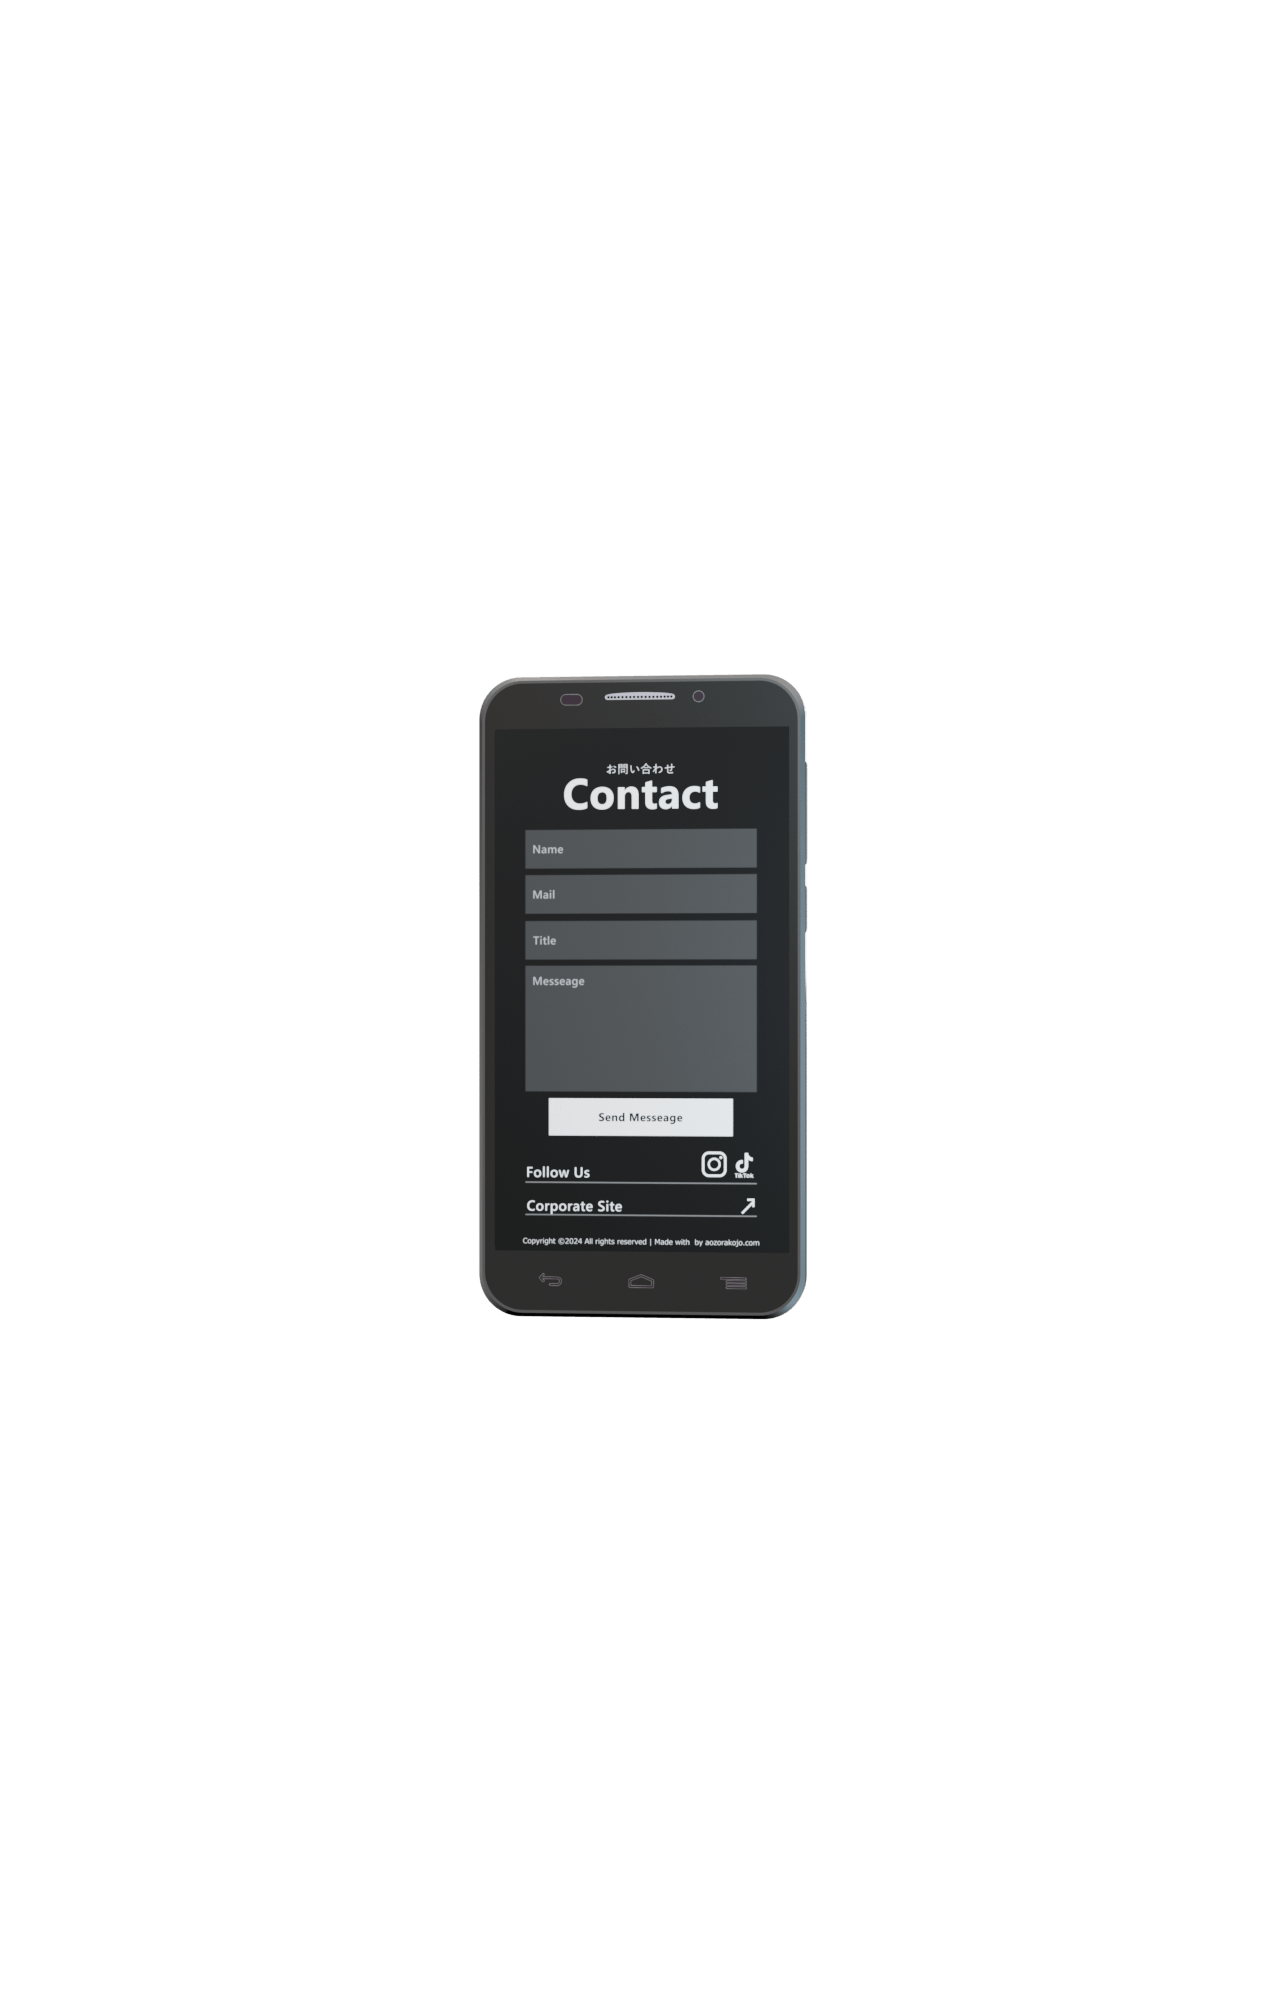 お問い合わせ
Contact
Name
Mail
Title
Messeage
Send Messeage
Follow Us
TikTok
Corporate Site
Copyright ©2024 All rights reserved | Made with by aozorakojo.com